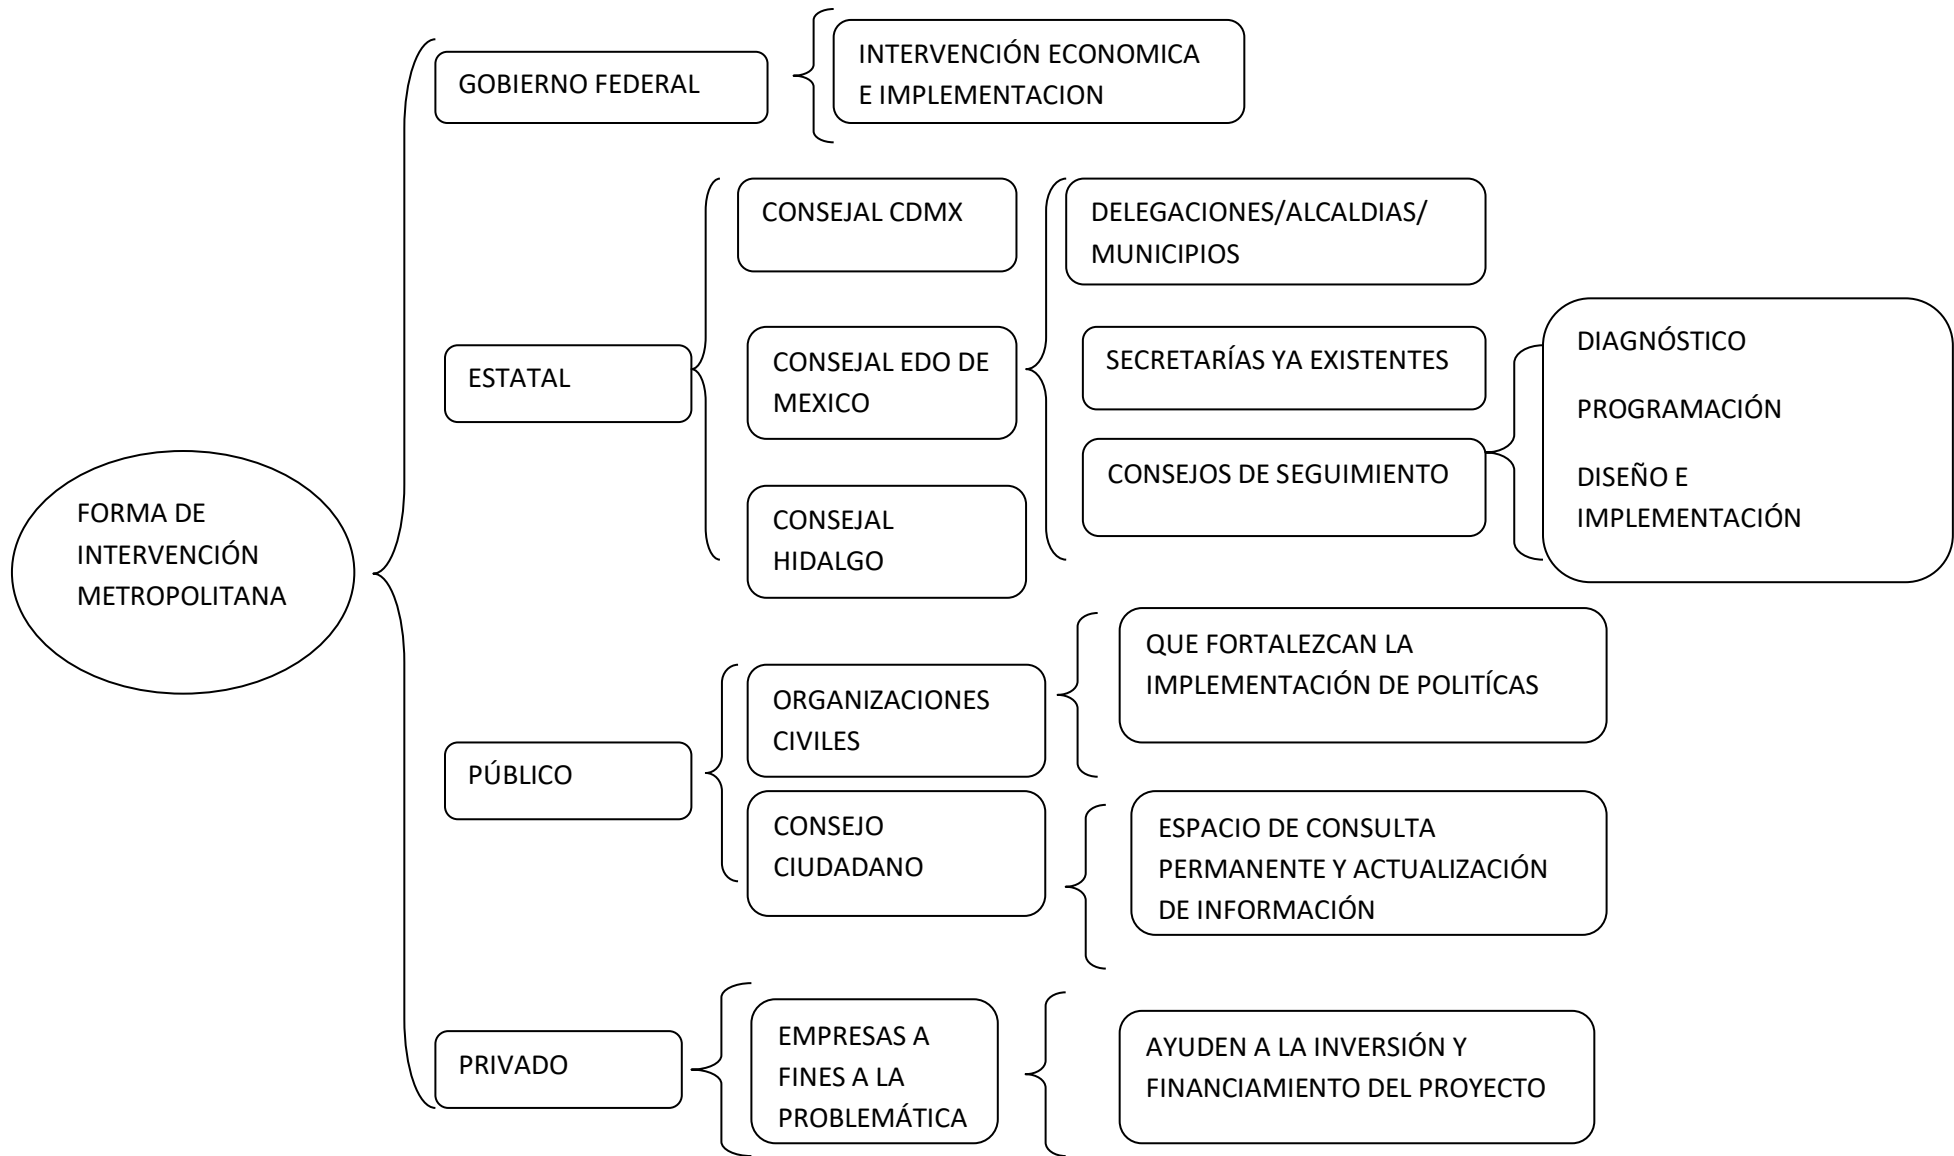 FORMA DE
INTERVENCIÓN
METROPOLITANA
GOBIERNO FEDERAL
INTERVENCIÓN ECONOMICA
E IMPLEMENTACION
ESTATAL
CONSEJAL CDMX
CONSEJAL EDO DE
MEXICO
CONSEJAL
HIDALGO
DELEGACIONES/ALCALDIAS/
MUNICIPIOS
SECRETARÍAS YA EXISTENTES
CONSEJOS DE SEGUIMIENTO
DIAGNÓSTICO
PROGRAMACIÓN
DISEÑO E
IMPLEMENTACIÓN
PÚBLICO
ORGANIZACIONES
CIVILES
QUE FORTALEZCAN LA
IMPLEMENTACIÓN DE POLITÍCAS
CONSEJO
CIUDADANO
ESPACIO DE CONSULTA
PERMANENTE Y ACTUALIZACIÓN
DE INFORMACIÓN
PRIVADO
EMPRESAS A
FINES A LA
PROBLEMÁTICA
AYUDEN A LA INVERSIÓN Y
FINANCIAMIENTO DEL PROYECTO